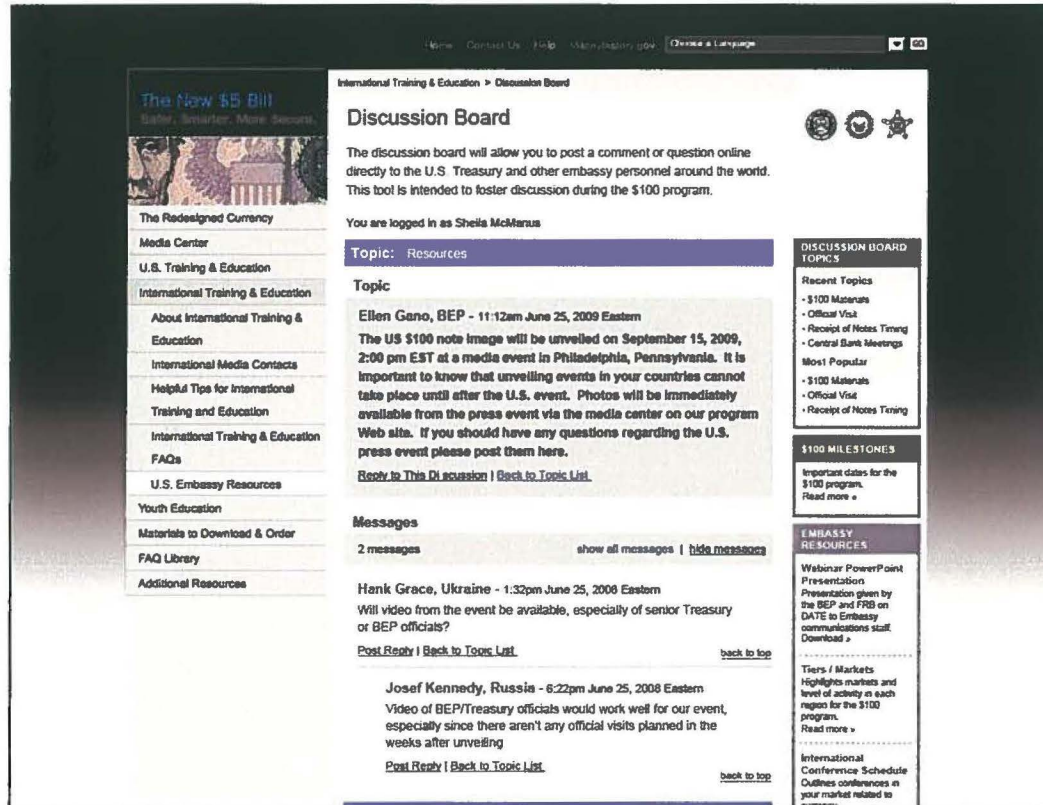 Home Contact Us Help gov Choose a Language GO
The New $5 Bill
Safer. Smarter. More Secure.
The Redesigned Currency
Media Center
U.S. Training & Education
International Training & Education
About International Training &
Education
International Media Contacts
Helpful Tips for International
Training and Education
International Training & Education
FAQs
U.S. Embassy Resources
Youth Education
Materials to Download & Order
FAQ Library
Additional Resources
International Training & Education > Discussion Board
Discussion Board
The discussion board will allow you to post a comment or question online
directly to the U.S. Treasury and other embassy personnel around the world.
This tool is intended to foster discussion during the $100 program.
You are logged in as Sheila McManus
Topic: Resources
Topic
Ellen Gano, BEP - 11:12am June 25, 2009 Eastern
The US $100 note image will be unveiled on September 15, 2009,
2:00 pm EST at a media event in Philadelphia, Pennsylvania. It is
important to know that unveiling events in your countries cannot
take place until after the U.S. event. Photos will be immediately
available from the press event via the media center on our program
Web site. If you should have any questions regarding the U.S.
press event please post them here.
Reply to This Discussion | Back to Topic List
Messages
2 messages show all messages | hide messages
Hank Grace, Ukraine - 1:32pm June 25, 2008 Eastern
Will video from the event be available, especially of senior Treasury
or BEP officials?
Post Reply | Back to Topic List back to top
Josef Kennedy, Russia - 6:22pm June 25, 2008 Eastern
Video of BEP/Treasury officials would work well for our event,
especially since there aren't any official visits planned in the
weeks after unveiling
Post Reply | Back to Topic List
back to top
DISCUSSION BOARD
TOPICS
Recent Topics
• $100 Materials
• Official Visit
• Receipt of Notes Timing
• Central Bank Meetings
Most Popular
• $100 Materials
• Official Visit
• Receipt of Notes Timing
$100 MILESTONES
Important dates for the
$100 program.
Read more »
EMBASSY
RESOURCES
Webinar PowerPoint
Presentation
Presentation given by
the BEP and FRB on
DATE to Embassy
communications staff.
Download »
Tiers / Markets
Highlights markets and
level of activity in each
region for the $100
program.
Read more »
International
Conference Schedule
Outlines conferences in
your market related to